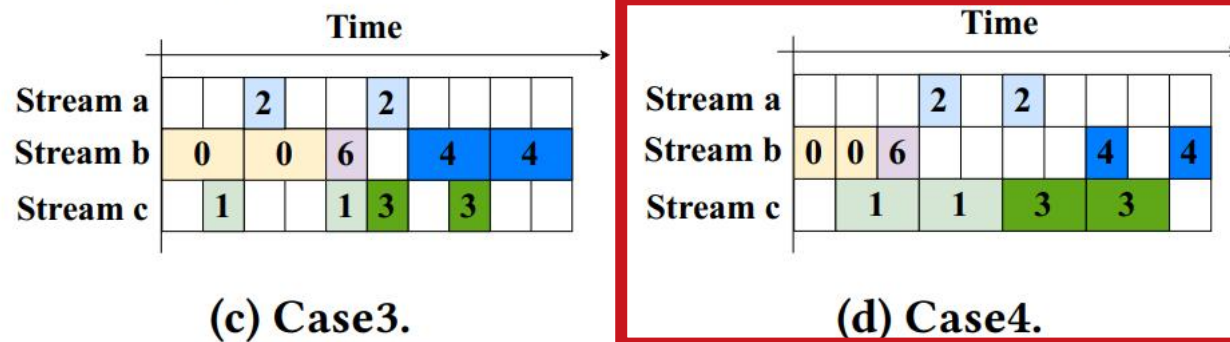 Time
Stream a 2 2
Stream b 0 0 6 4 4
Stream c 1 1 3 3
(c) Case3.
Time
Stream a 2 2
Stream b 0 0 6 4 4
Stream c 1 1 3 3
(d) Case4.